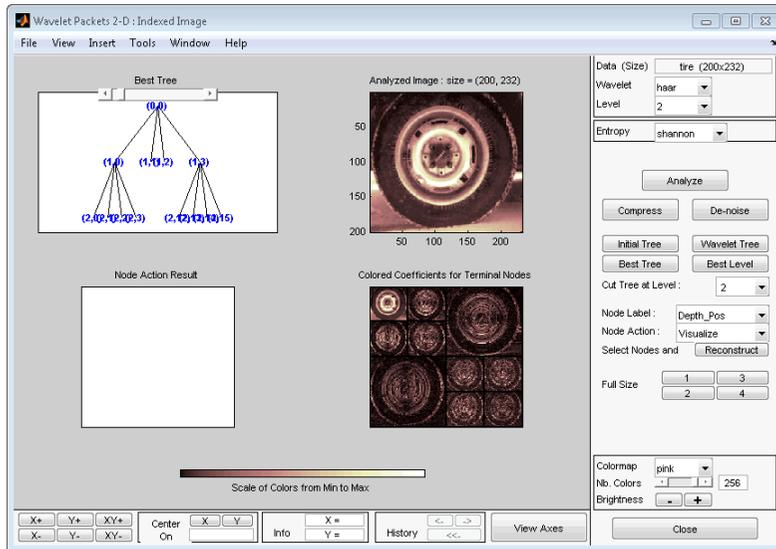 Wavelet Packets 2-D : Indexed Image
File View Insert Tools Window Help
Best Tree
(0,0)
(1,0) (1,2) (1,3)
(2,0) (2,3)
Analyzed Image : size = (200, 232)
50
100
150
200
50 100 150 200
Node Action Result
Colored Coefficients for Terminal Nodes
Scale of Colors from Min to Max
X+ Y+ XY+
X- Y- XY-
Center On
X Y
Info
X =
Y =
History
<- ->
<<-
View Axes
Data (Size) tire (200x232)
Wavelet haar
Level 2
Entropy shannon
Analyze
Compress De-noise
Initial Tree Wavelet Tree
Best Tree Best Level
Cut Tree at Level : 2
Node Label : Depth_Pos
Node Action : Visualize
Select Nodes and Reconstruct
Full Size
1 3
2 4
Colormap pink
Nb. Colors 256
Brightness - +
Close